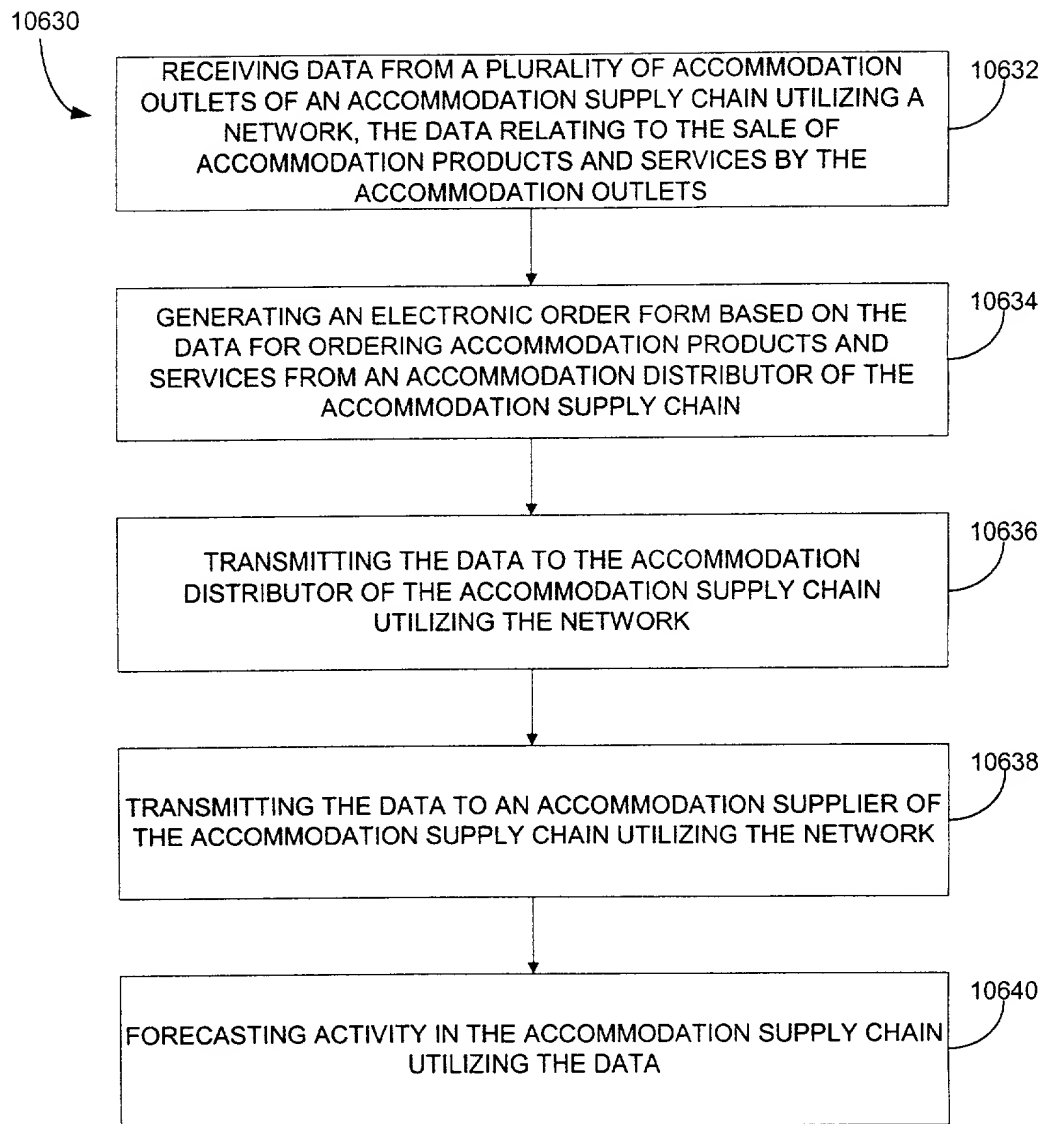 10630
RECEIVING DATA FROM A PLURALITY OF ACCOMMODATION
OUTLETS OF AN ACCOMMODATION SUPPLY CHAIN UTILIZING A
NETWORK, THE DATA RELATING TO THE SALE OF
ACCOMMODATION PRODUCTS AND SERVICES BY THE
ACCOMMODATION OUTLETS
10632
GENERATING AN ELECTRONIC ORDER FORM BASED ON THE
DATA FOR ORDERING ACCOMMODATION PRODUCTS AND
SERVICES FROM AN ACCOMMODATION DISTRIBUTOR OF THE
ACCOMMODATION SUPPLY CHAIN
10634
TRANSMITTING THE DATA TO THE ACCOMMODATION
DISTRIBUTOR OF THE ACCOMMODATION SUPPLY CHAIN
UTILIZING THE NETWORK
10636
TRANSMITTING THE DATA TO AN ACCOMMODATION SUPPLIER OF
THE ACCOMMODATION SUPPLY CHAIN UTILIZING THE NETWORK
10638
FORECASTING ACTIVITY IN THE ACCOMMODATION SUPPLY CHAIN
UTILIZING THE DATA
10640